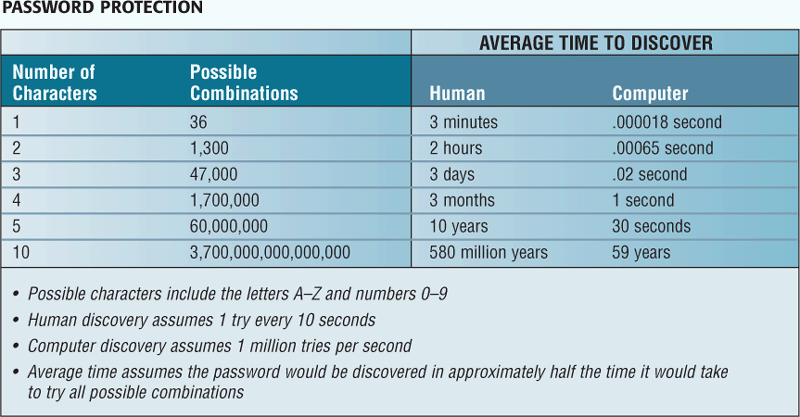 PASSWORD PROTECTION
AVERAGE TIME TO DISCOVER
Number of Characters Possible Combinations Human Computer
1 36 3 minutes .000018 second
2 1,300 2 hours .00065 second
3 47,000 3 days .02 second
4 1,700,000 3 months 1 second
5 60,000,000 10 years 30 seconds
10 3,700,000,000,000,000 580 million years 59 years
• Possible characters include the letters A–Z and numbers 0–9
• Human discovery assumes 1 try every 10 seconds
• Computer discovery assumes 1 million tries per second
• Average time assumes the password would be discovered in approximately half the time it would take
to try all possible combinations